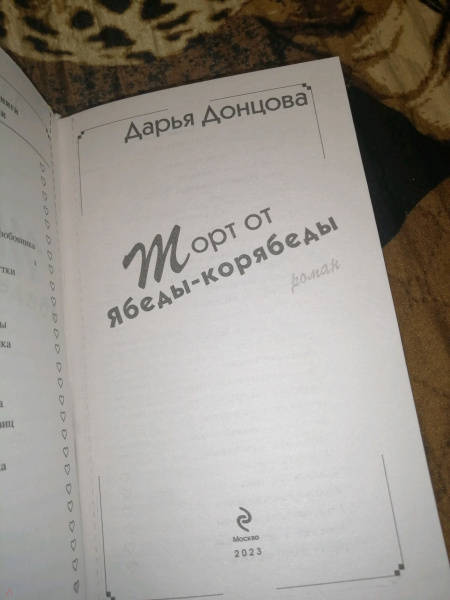 Дарья Донцова
Торт от
ябеды-корябеды
роман
Москва
2023